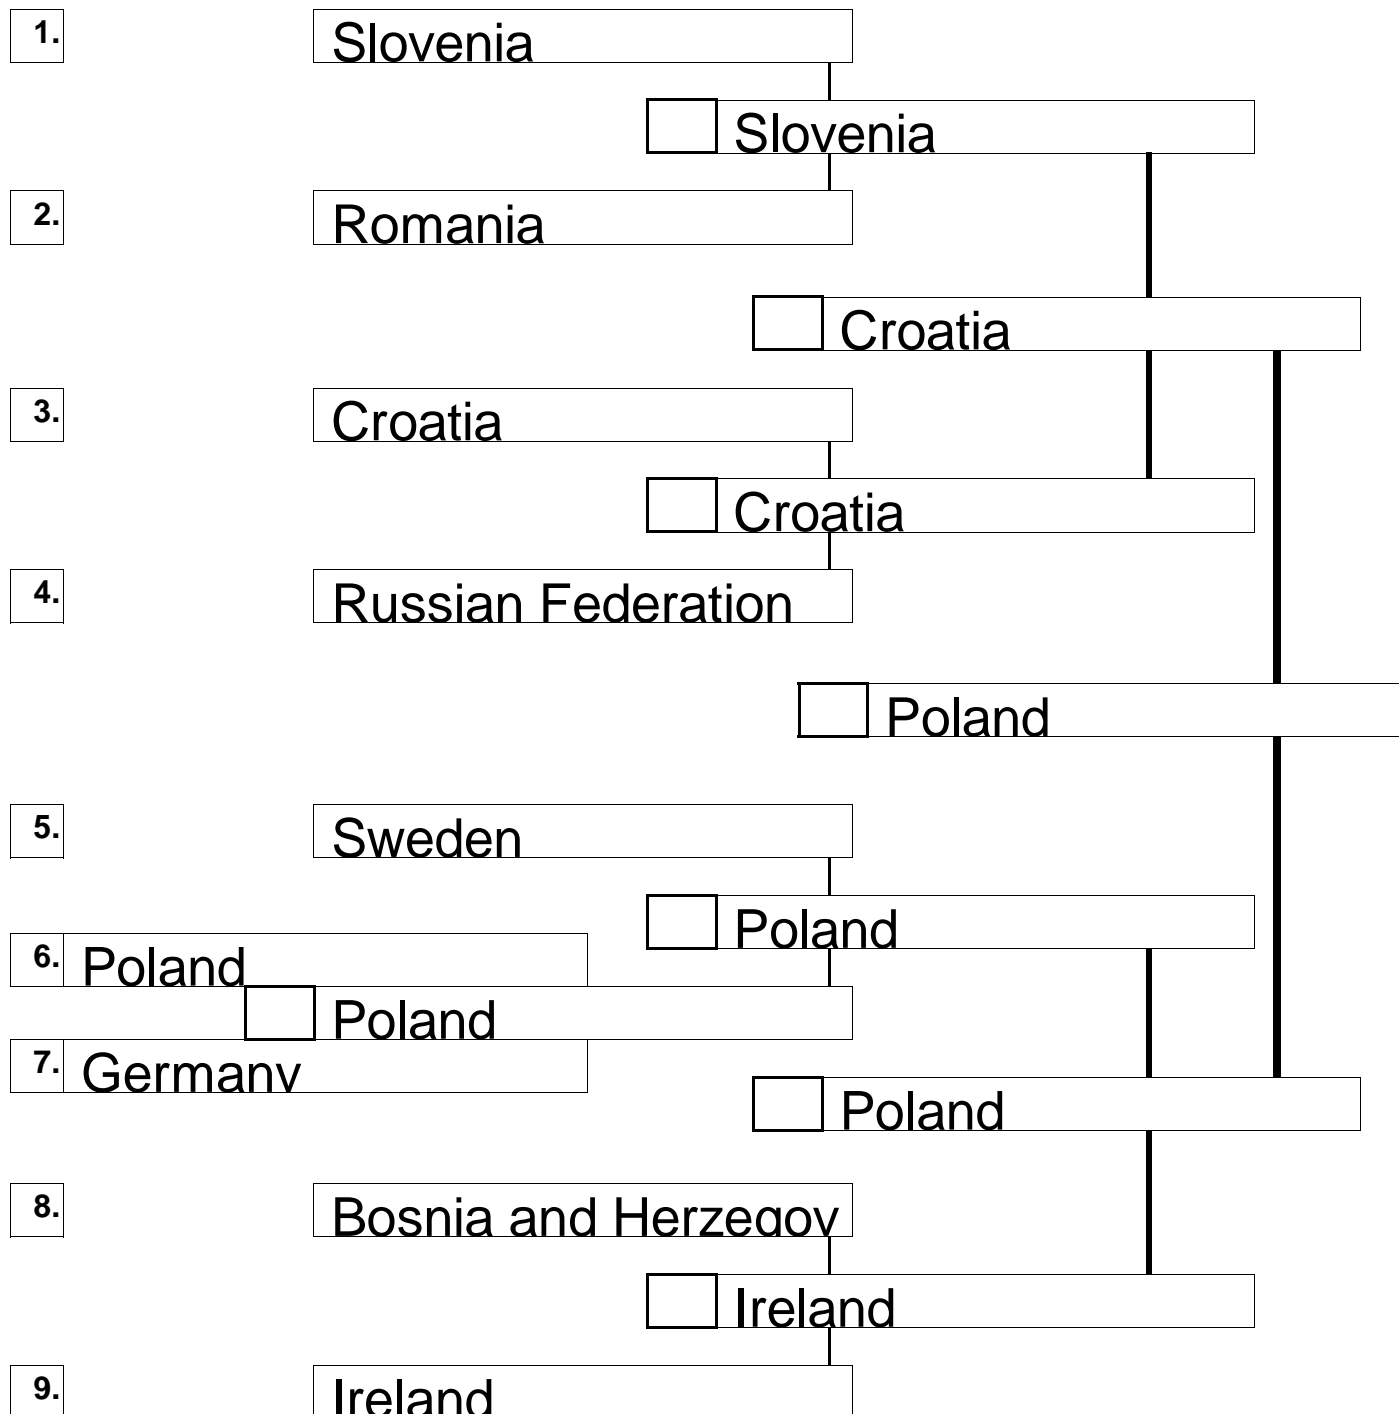 1. Slovenia
Slovenia
2. Romania
Croatia
3. Croatia
Croatia
4. Russian Federation
Poland
5. Sweden
Poland
6. Poland
Poland
7. Germany
Poland
8. Bosnia and Herzegov
Ireland
9. Ireland